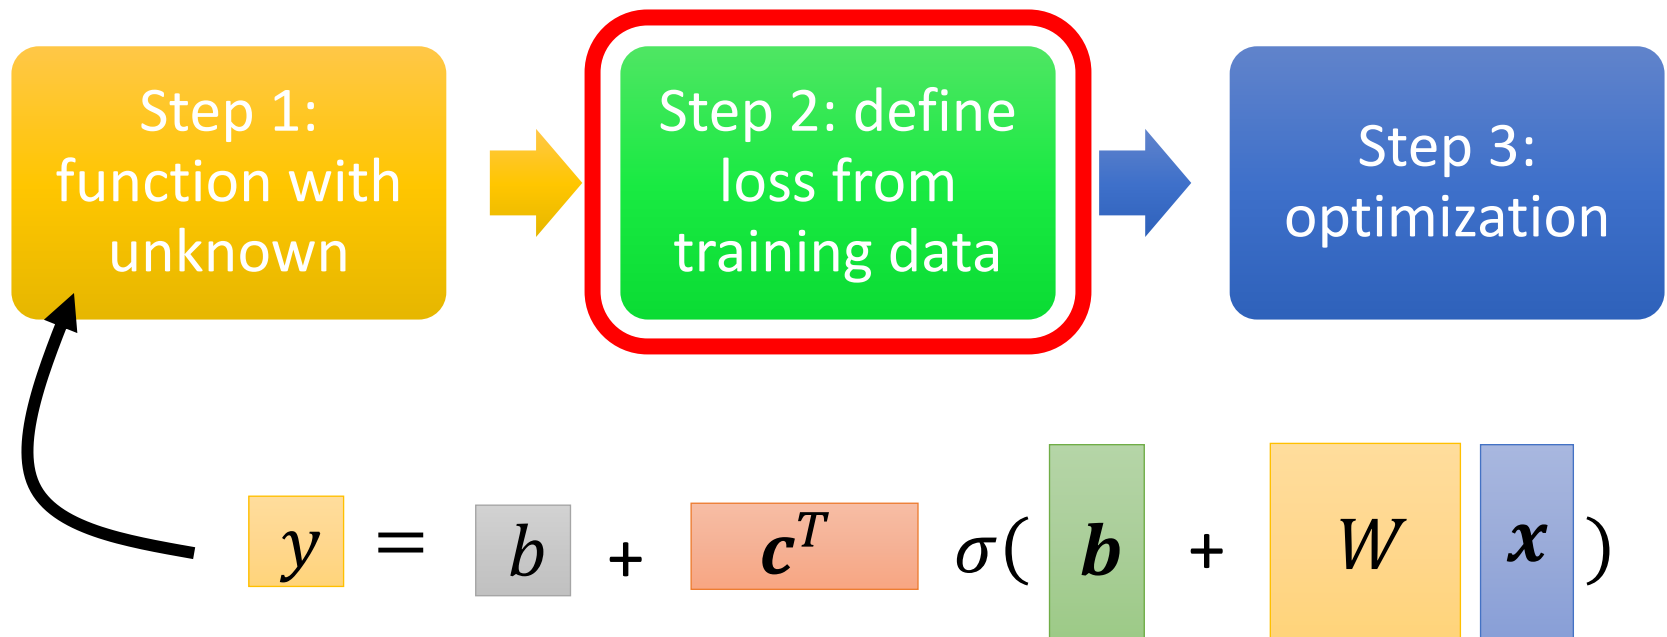 Step 1:
function with
unknown
Step 2: define
loss from
training data
Step 3:
optimization
y = b + c^T σ( b + W x )